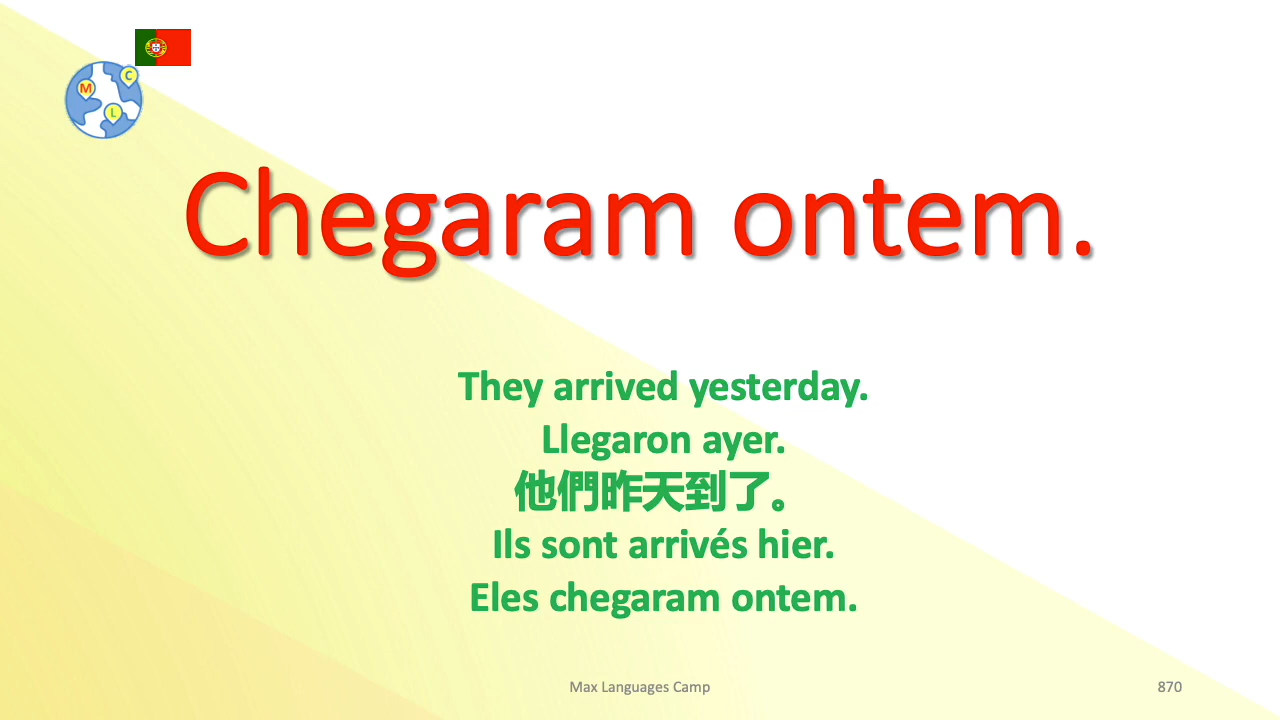 C
M
L
Chegaram ontem.
They arrived yesterday.
Llegaron ayer.
他們昨天到了。
Ils sont arrivés hier.
Eles chegaram ontem.
Max Languages Camp
870